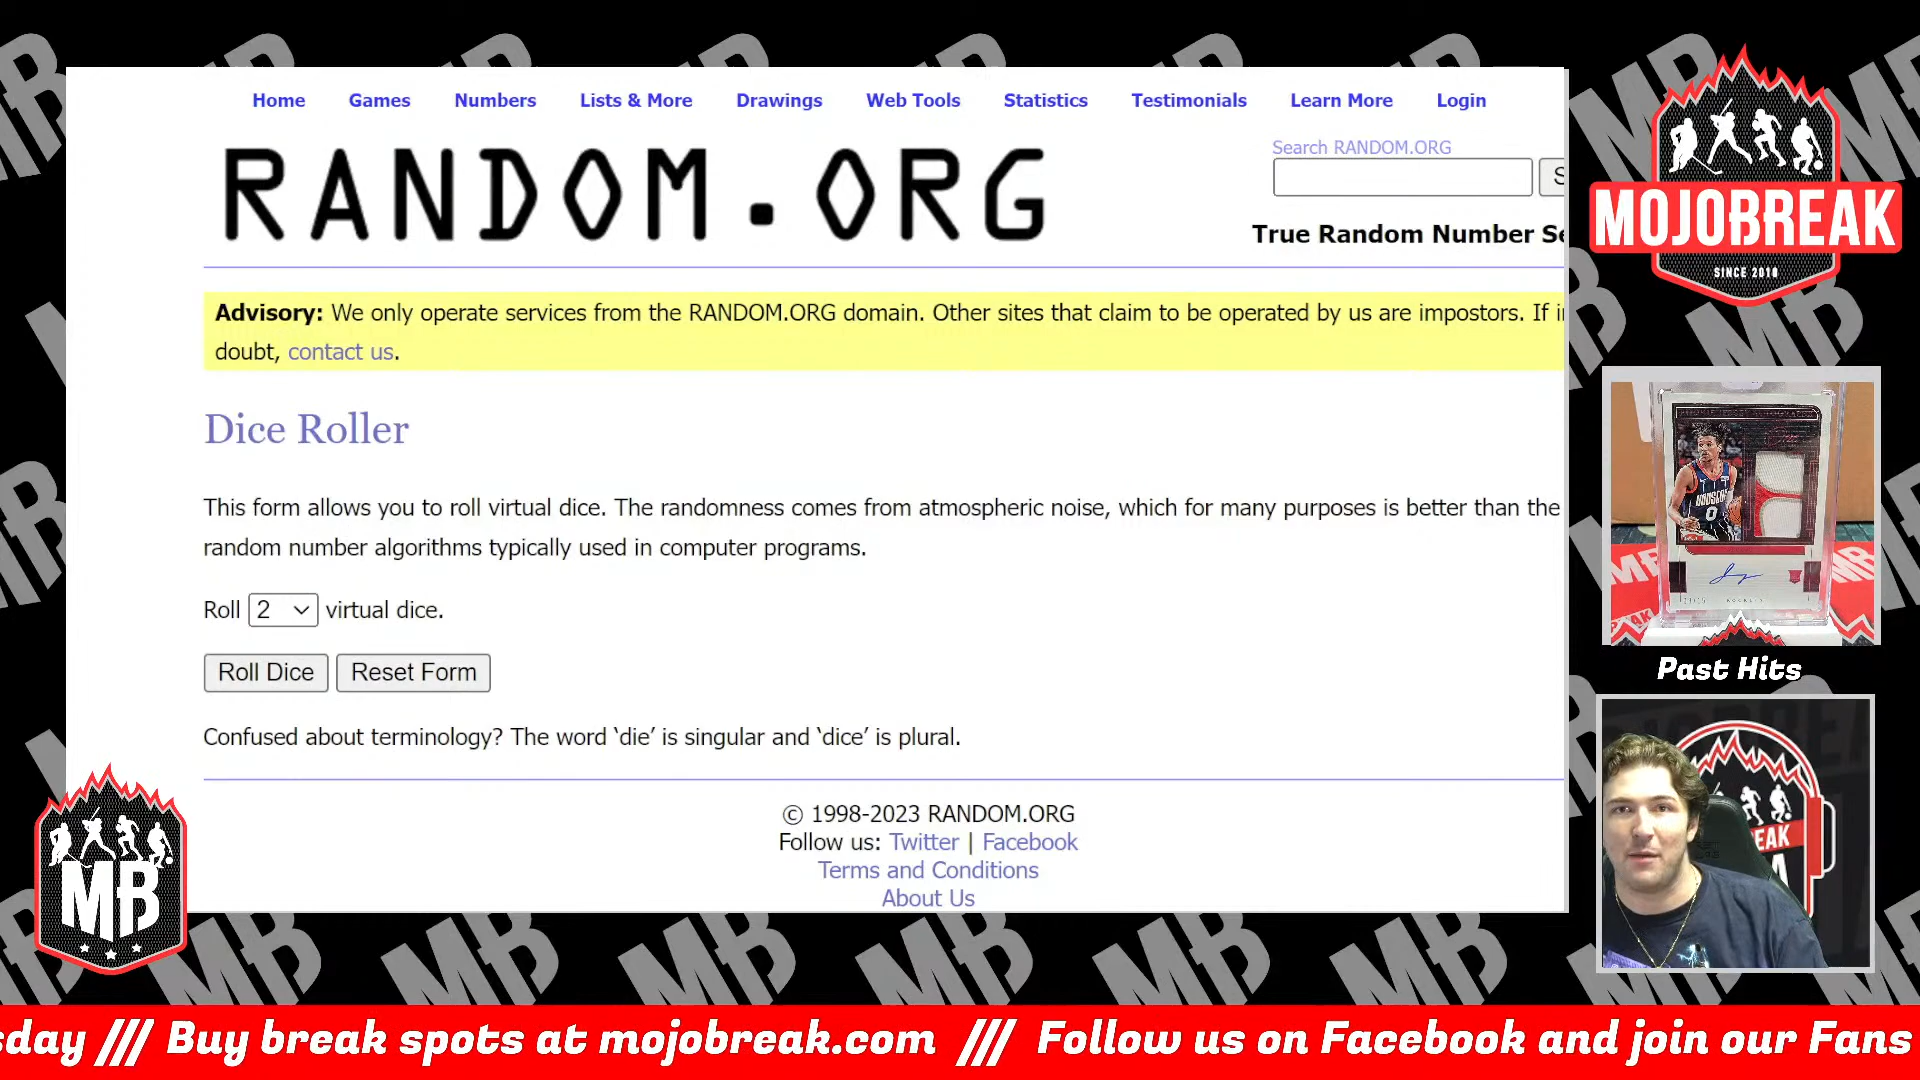 Home Games Numbers Lists & More Drawings Web Tools Statistics Testimonials Learn More Login
RANDOM.ORG
Search RANDOM.ORG
S
True Random Number Se
Advisory: We only operate services from the RANDOM.ORG domain. Other sites that claim to be operated by us are impostors. If in
doubt, contact us.
Dice Roller
This form allows you to roll virtual dice. The randomness comes from atmospheric noise, which for many purposes is better than the
random number algorithms typically used in computer programs.
Roll 2 virtual dice.
Roll Dice Reset Form
Confused about terminology? The word ‘die’ is singular and ‘dice’ is plural.
© 1998-2023 RANDOM.ORG
Follow us: Twitter | Facebook
Terms and Conditions
About Us
MOJOBREAK
SINCE 2010
ROCKETS
Past Hits
MB
sday /// Buy break spots at mojobreak.com /// Follow us on Facebook and join our Fans